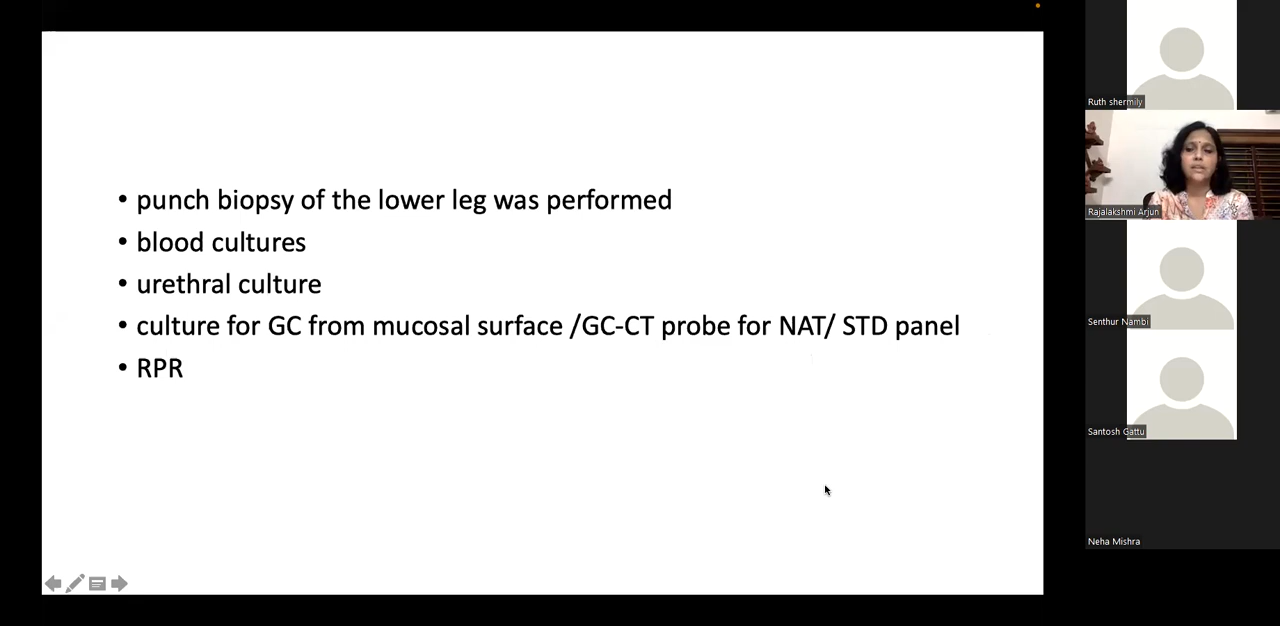 • punch biopsy of the lower leg was performed
• blood cultures
• urethral culture
• culture for GC from mucosal surface /GC-CT probe for NAT/ STD panel
• RPR
Ruth shermily
Rajalakshmi Arjun
Senthur Nambi
Santosh Gattu
Neha Mishra